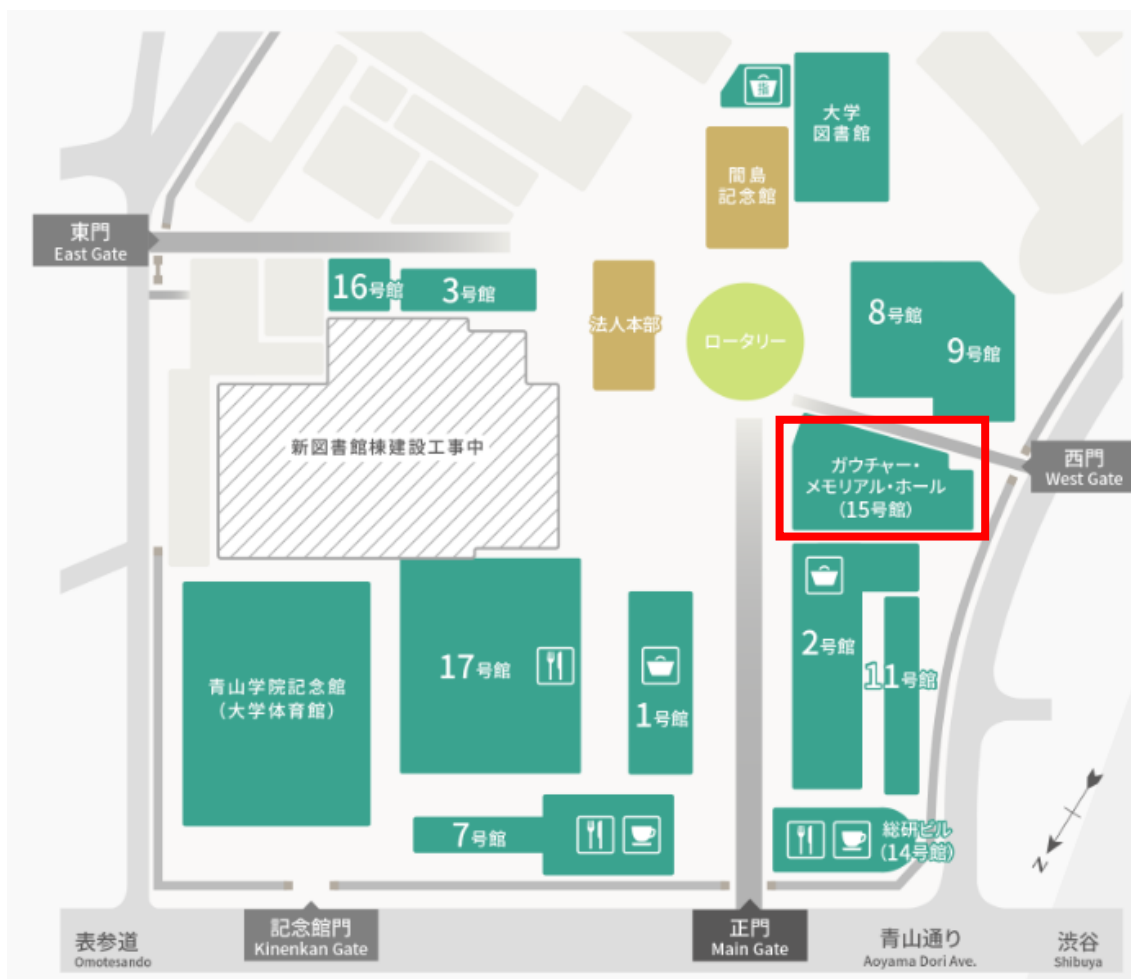 指
大学
図書館
間島
記念館
東門
East Gate
16号館
3号館
法人本部
ロータリー
8号館
9号館
新図書館棟建設工事中
ガウチャー・
メモリアル・ホール
(15号館)
西門
West Gate
青山学院記念館
(大学体育館)
17号館
1号館
2号館
11号館
7号館
総研ビル
(14号館)
N
表参道
Omotesando
記念館門
Kinenkan Gate
正門
Main Gate
青山通り
Aoyama Dori Ave.
渋谷
Shibuya